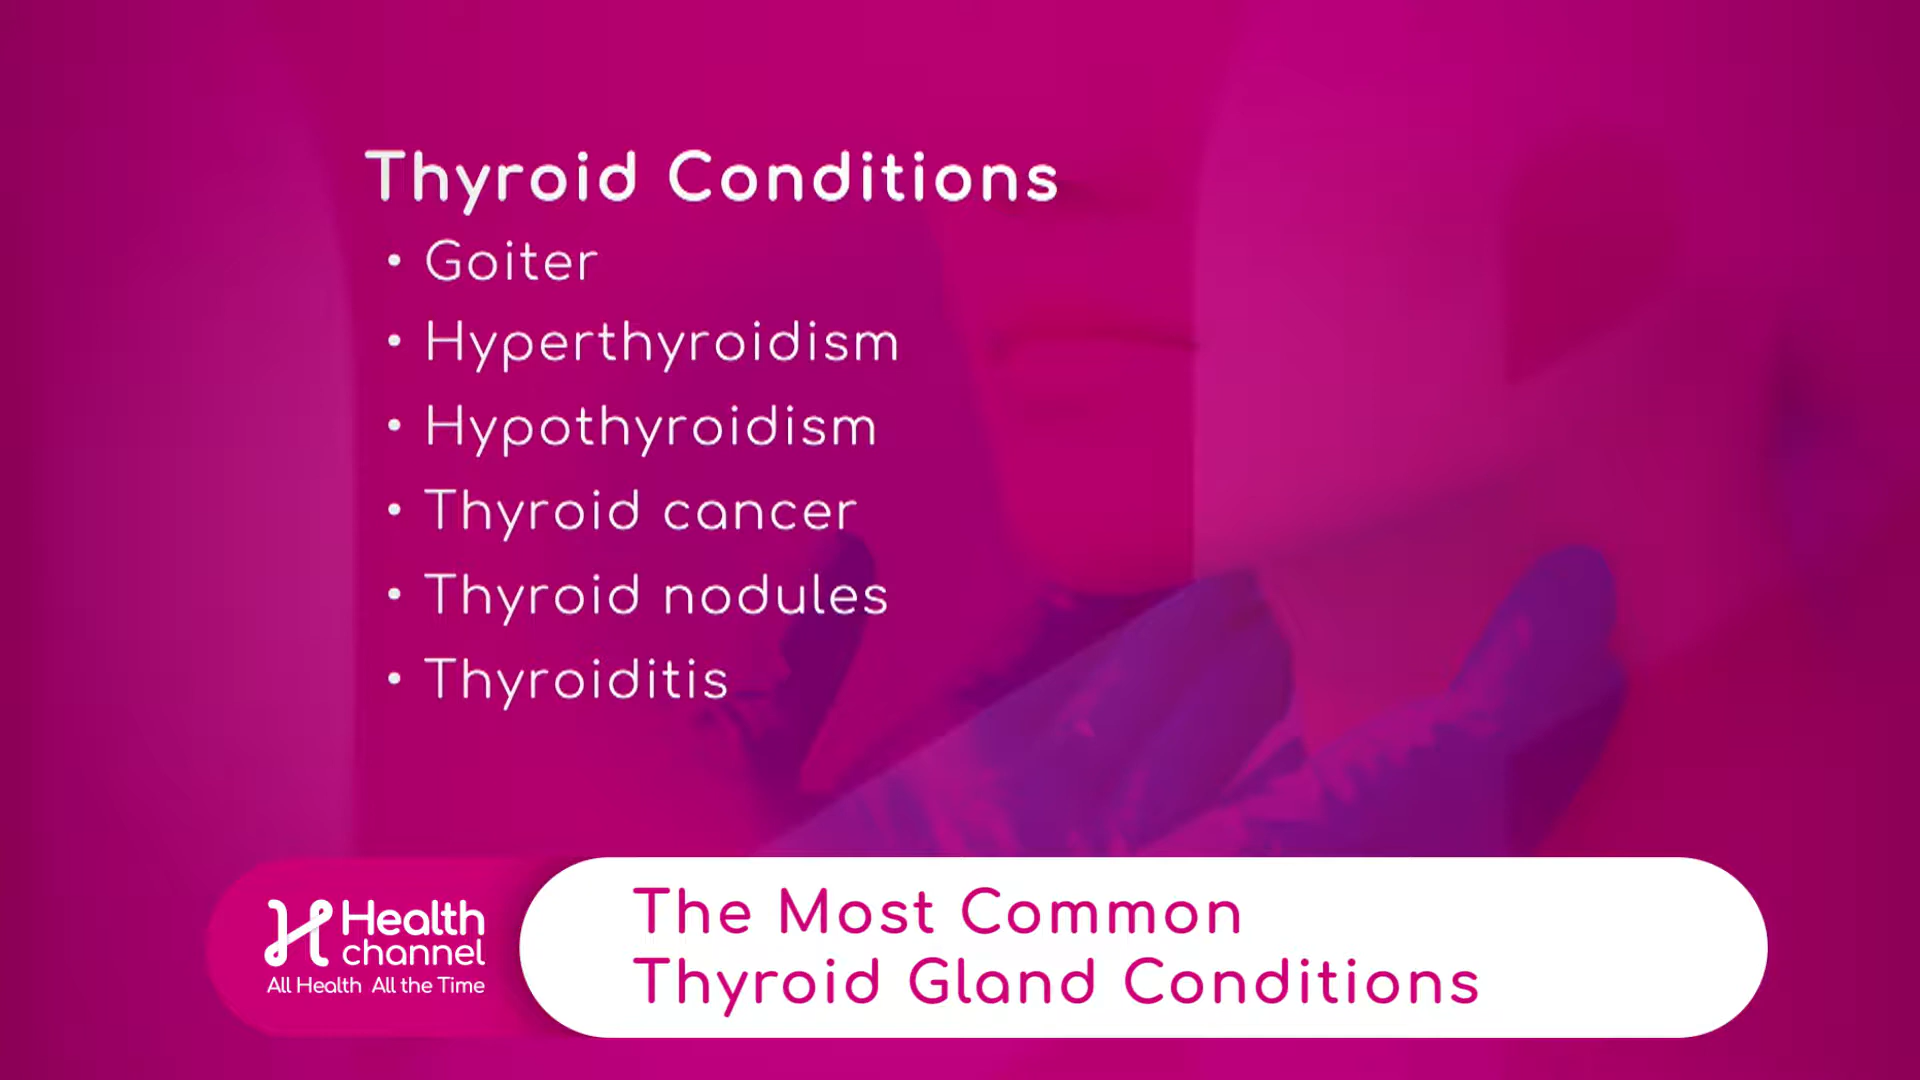 Thyroid Conditions
• Goiter
• Hyperthyroidism
• Hypothyroidism
• Thyroid cancer
• Thyroid nodules
• Thyroiditis
Health
channel
All Health All the Time
The Most Common
Thyroid Gland Conditions